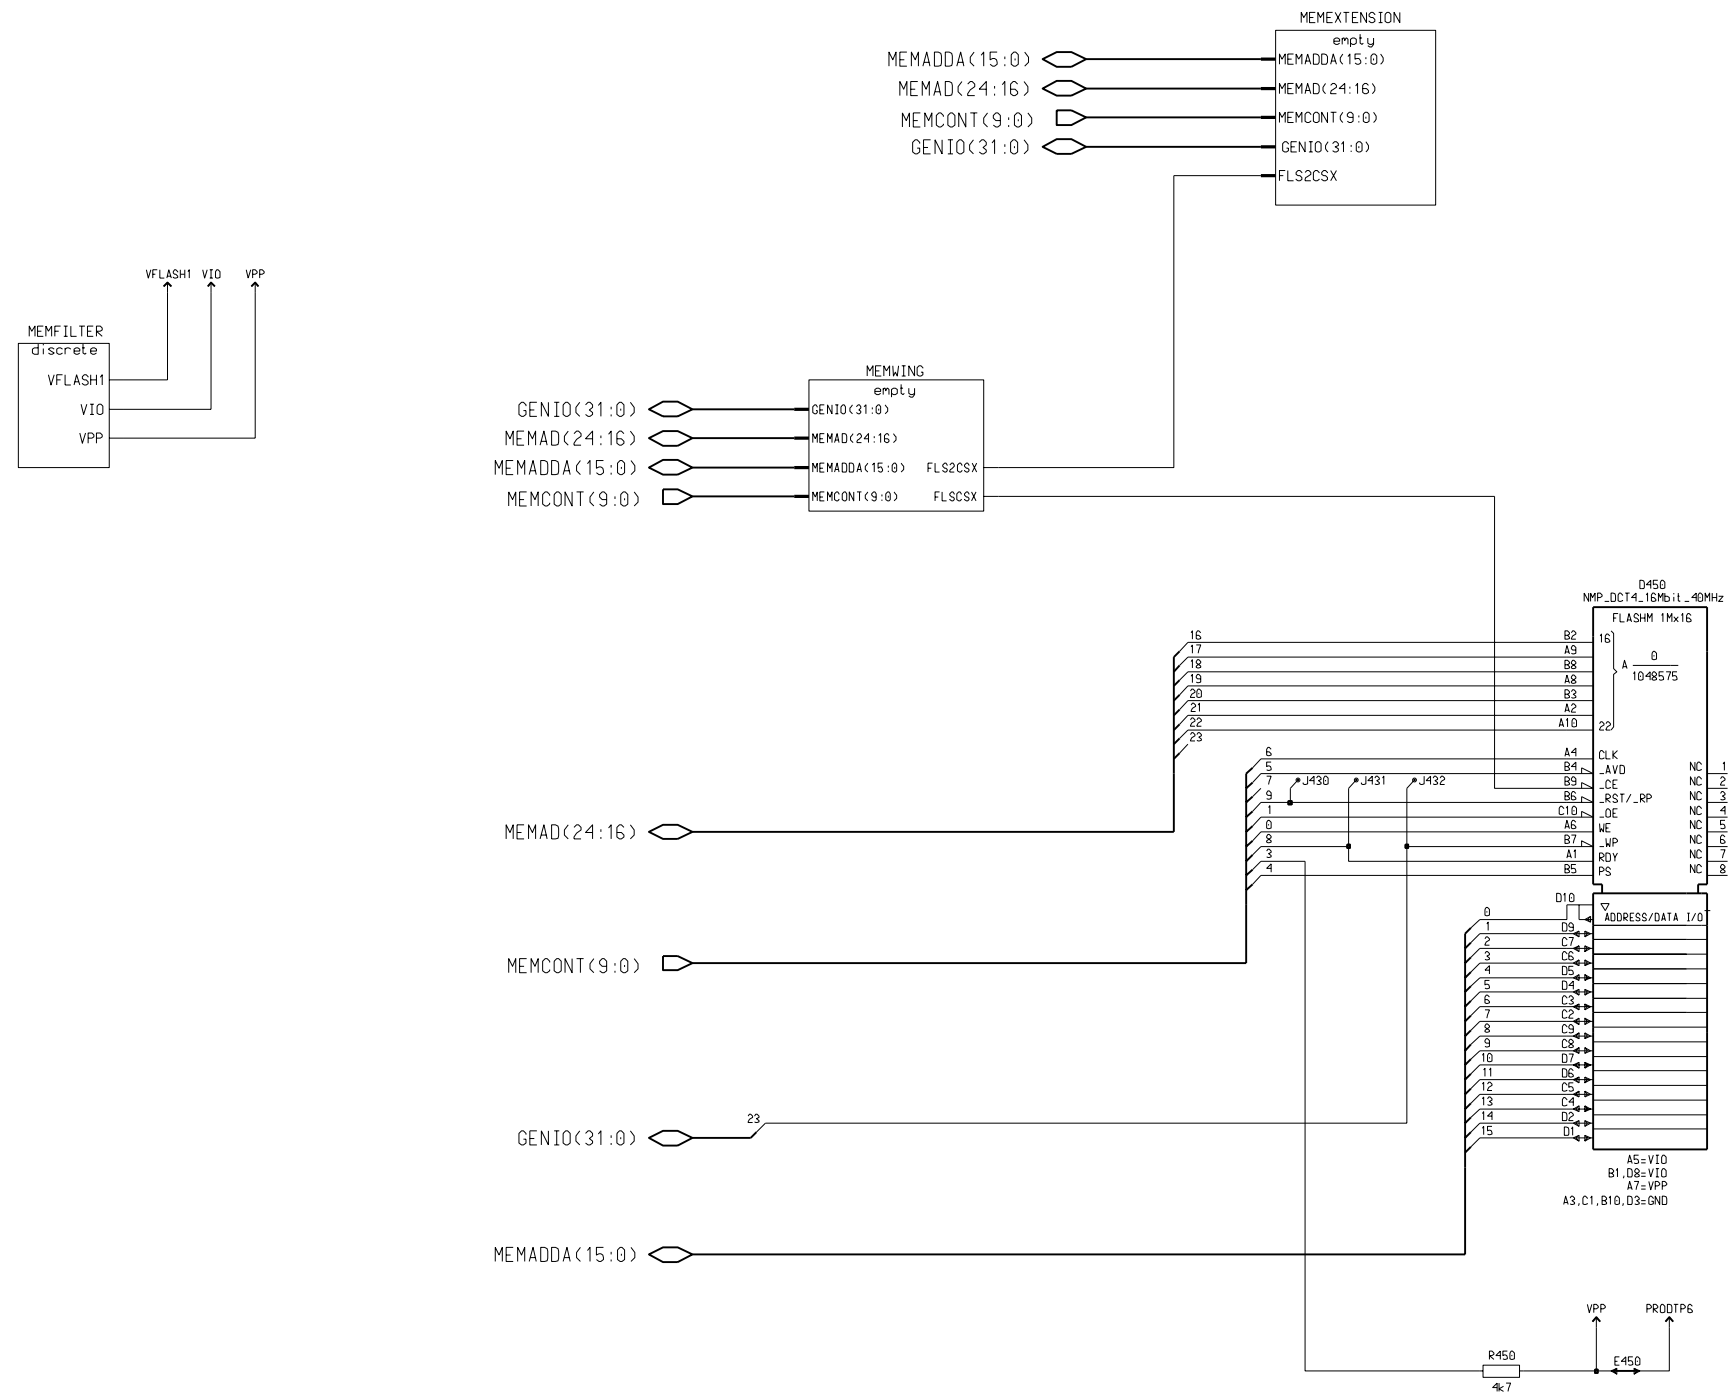 MEMEXTENSION
empty
MEMADDA(15:0) MEMADDA(15:0)
MEMAD(24:16) MEMAD(24:16)
MEMCONT(9:0) MEMCONT(9:0)
GENIO(31:0) GENIO(31:0)
FLS2CSX
VFLASH1 VIO VPP
MEMFILTER
discrete
VFLASH1
VIO
VPP
MEMWING
empty
GENIO(31:0) GENIO(31:0)
MEMAD(24:16) MEMAD(24:16)
MEMADDA(15:0) MEMADDA(15:0) FLS2CSX
MEMCONT(9:0) MEMCONT(9:0) FLSCSX
D450
NMP_DCT4_16Mbit_40MHz
FLASHM 1Mx16
16 B2 16
17 A9
18 B8
19 A8
20 B3
21 A2
22 A10 22
23
A 0
1048575
6 A4 CLK
5 B4 _AVD NC 1
7 J430 J431 J432 B9 _CE NC 2
9 B6 _RST/_RP NC 3
1 C10 _OE NC 4
0 A6 WE NC 5
8 B7 _WP NC 6
3 A1 RDY NC 7
4 B5 PS NC 8
MEMAD(24:16)
MEMCONT(9:0)
D10
0 ADDRESS/DATA I/O
1 D9
2 C7
3 C6
4 D5
5 D4
6 C3
7 C2
8 C9
9 C8
10 D7
11 D6
12 C5
13 C4
14 D2
15 D1
23
GENIO(31:0)
A5=VIO
B1,D8=VIO
A7=VPP
A3,C1,B10,D3=GND
MEMADDA(15:0)
VPP PRODTP6
R450 E450
4k7